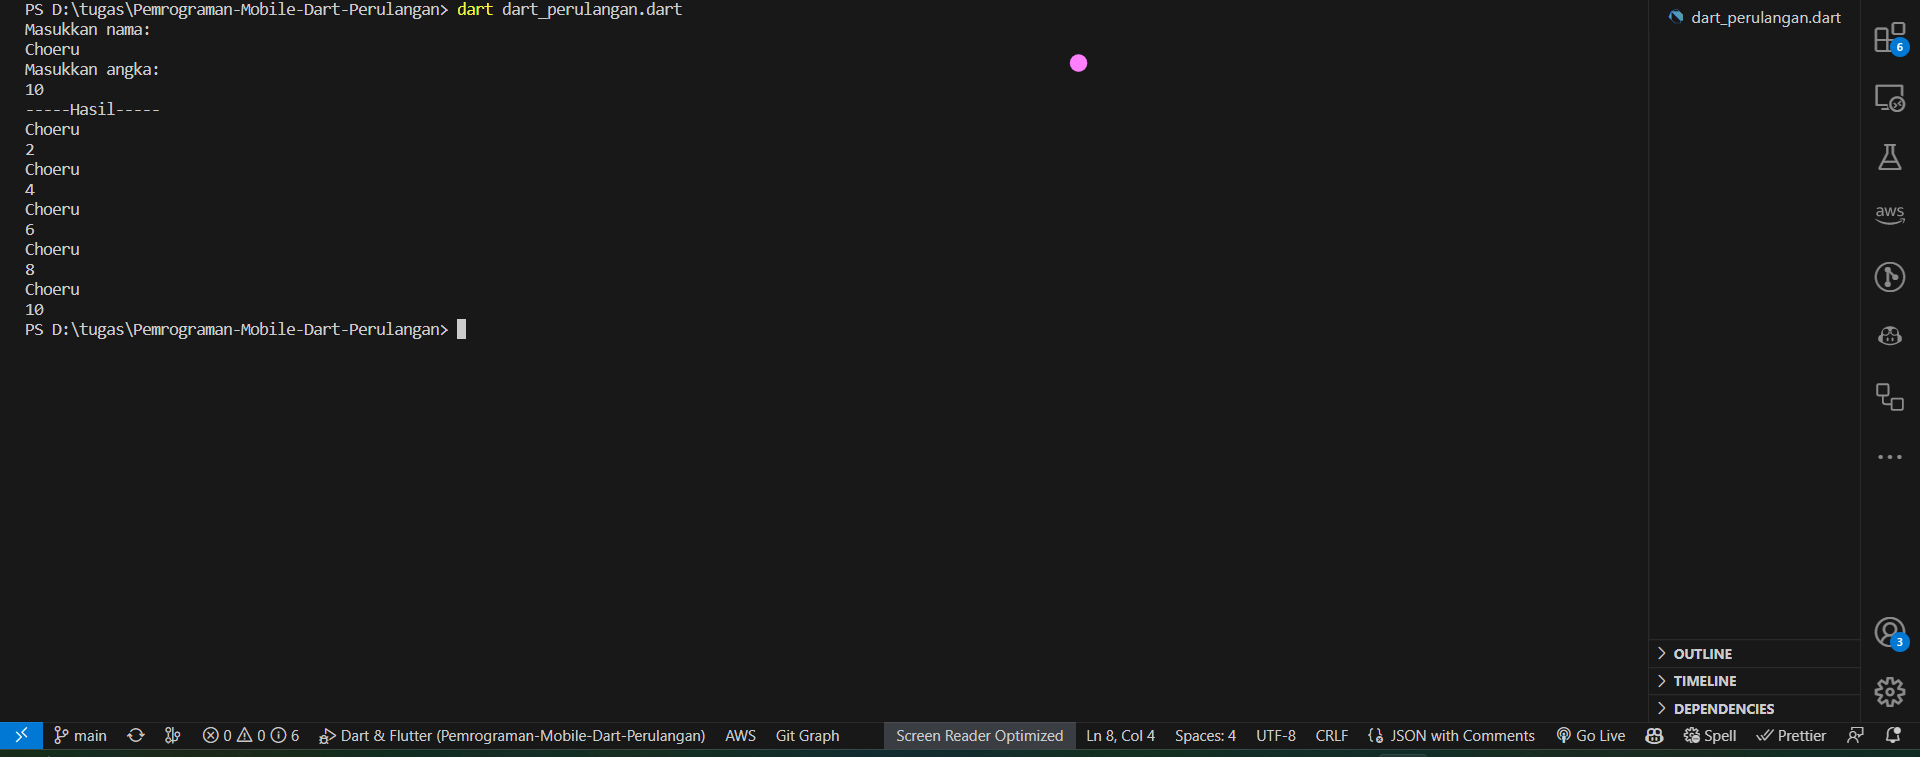 PS D:\tugas\Pemrograman-Mobile-Dart-Perulangan> dart dart_perulangan.dart
Masukkan nama:
Choeru
Masukkan angka:
10
-----Hasil-----
Choeru
2
Choeru
4
Choeru
6
Choeru
8
Choeru
10
PS D:\tugas\Pemrograman-Mobile-Dart-Perulangan>
dart_perulangan.dart
6
aws
3
OUTLINE
TIMELINE
DEPENDENCIES
main 0 0 6 Dart & Flutter (Pemrograman-Mobile-Dart-Perulangan) AWS Git Graph Screen Reader Optimized Ln 8, Col 4 Spaces: 4 UTF-8 CRLF JSON with Comments Go Live Spell Prettier